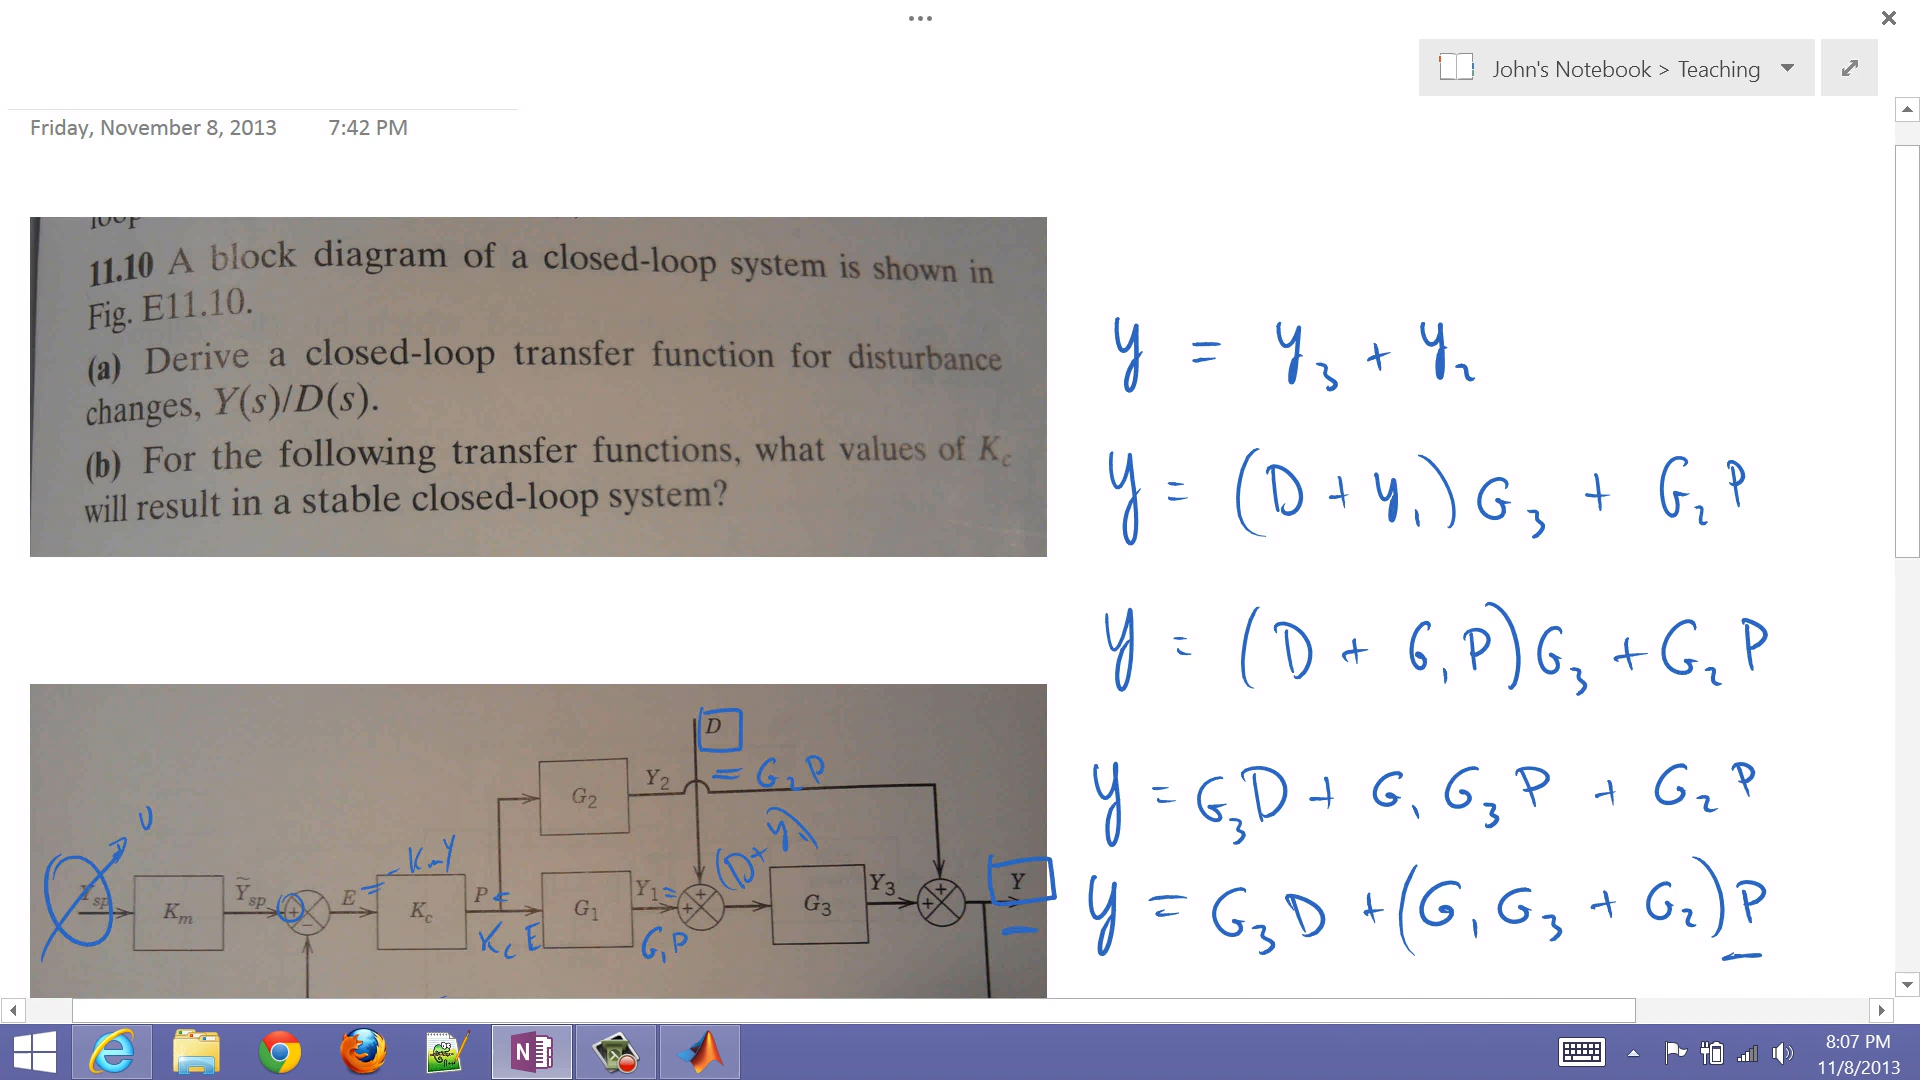 John's Notebook > Teaching
Friday, November 8, 2013 7:42 PM
loop
11.10 A block diagram of a closed-loop system is shown in
Fig. E11.10.
(a) Derive a closed-loop transfer function for disturbance
changes, Y(s)/D(s).
(b) For the following transfer functions, what values of Kc
will result in a stable closed-loop system?
y = y3 + y2
y = (D + y1) G3 + G2 P
y = (D + G1 P) G3 + G2 P
y = G3 D + G1 G3 P + G2 P
y = G3 D + (G1 G3 + G2) P
D
Y2 = G2 P
G2
(D + y1)
-Km Y
Ysp
Km
Ỹsp
+
−
E =
Kc
P =
Kc E
G1
Y1 =
G1 P
+
+
G3
Y3
+
+
Y
N
8:07 PM
11/8/2013